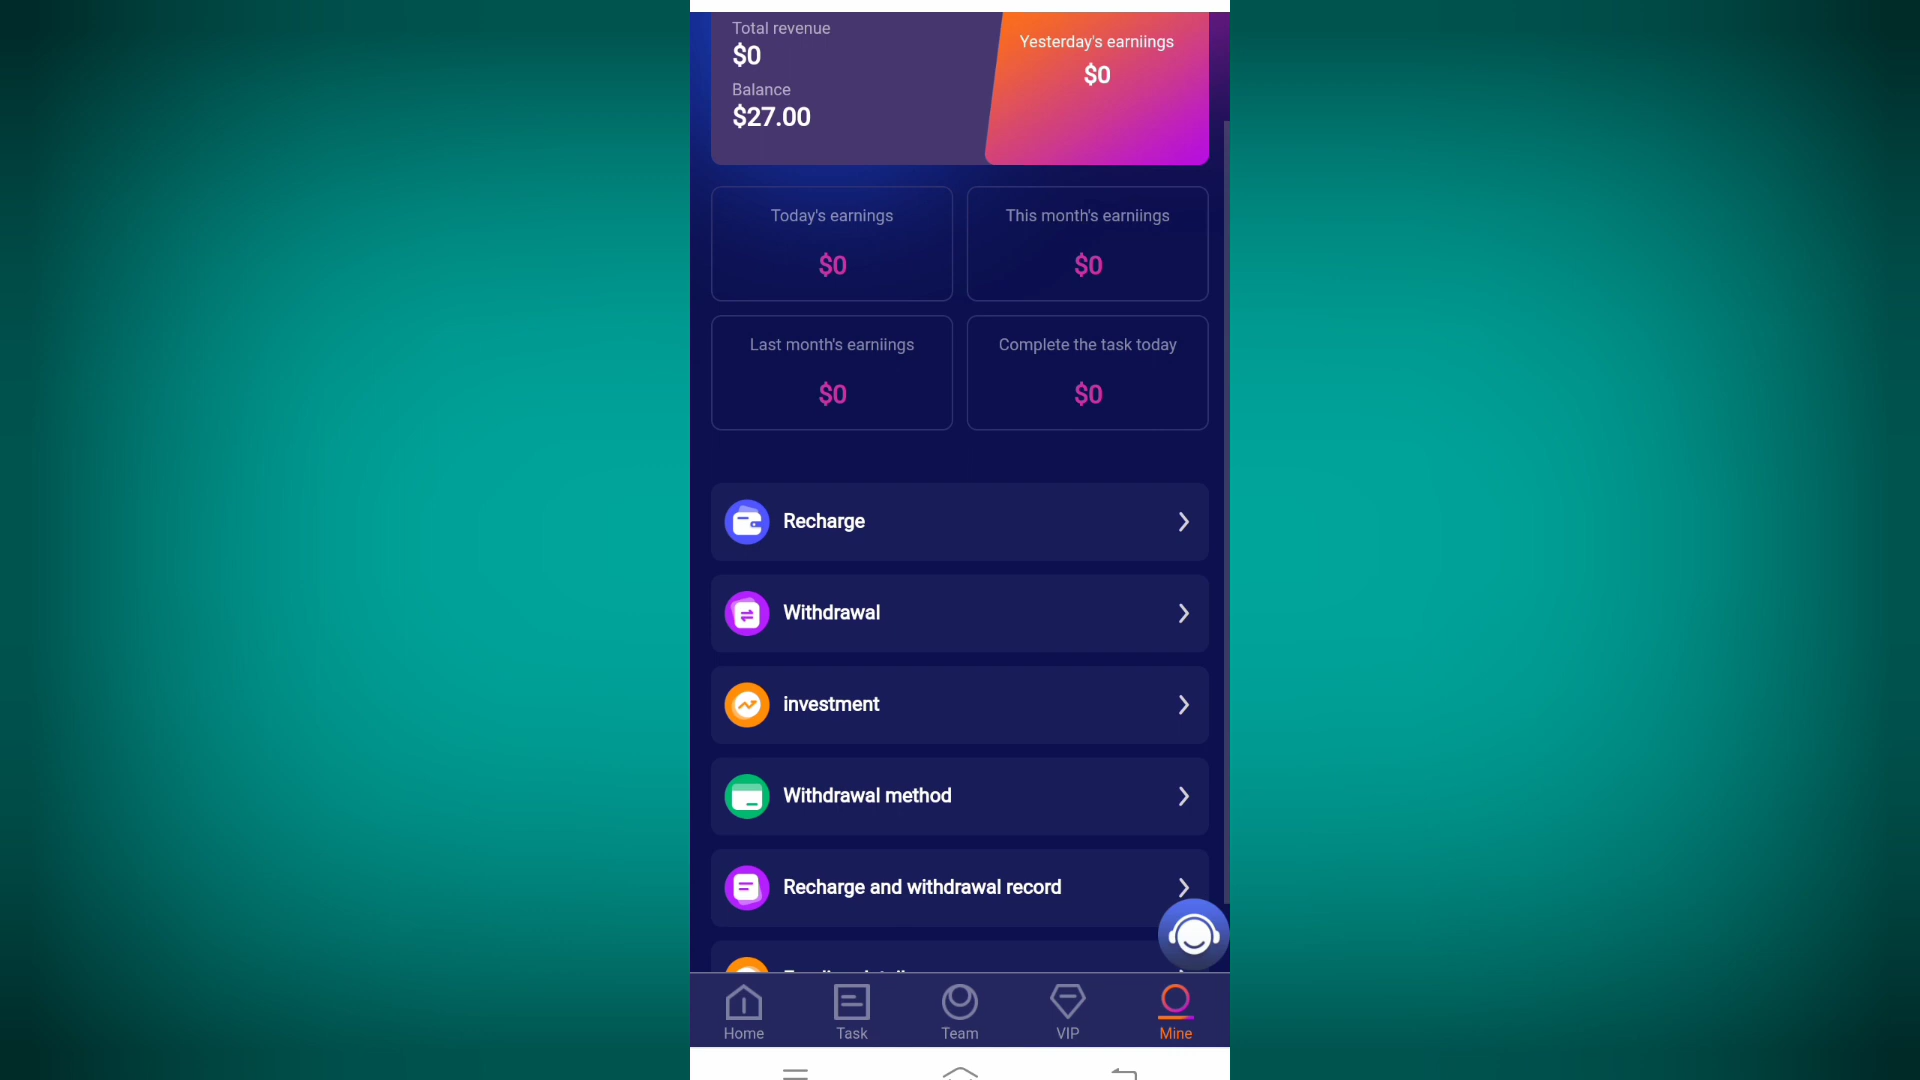 Total revenue
$0
Balance
$27.00
Yesterday's earniings
$0
Today's earnings
$0
This month's earniings
$0
Last month's earniings
$0
Complete the task today
$0
Recharge
Withdrawal
investment
Withdrawal method
Recharge and withdrawal record
Home
Task
Team
VIP
Mine